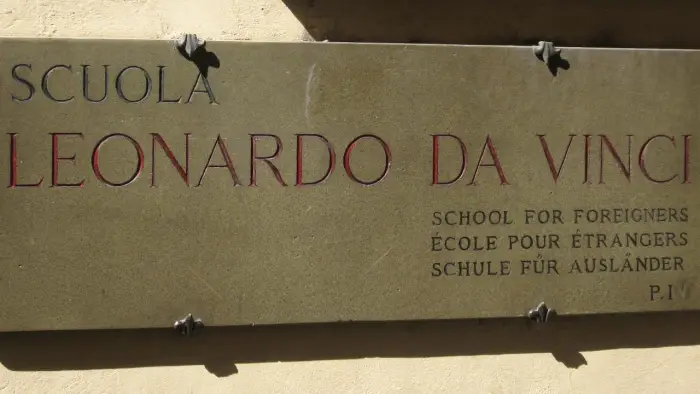 SCUOLA
LEONARDO DA VINCI
SCHOOL FOR FOREIGNERS
ÉCOLE POUR ÉTRANGERS
SCHULE FÜR AUSLÄNDER
P.I